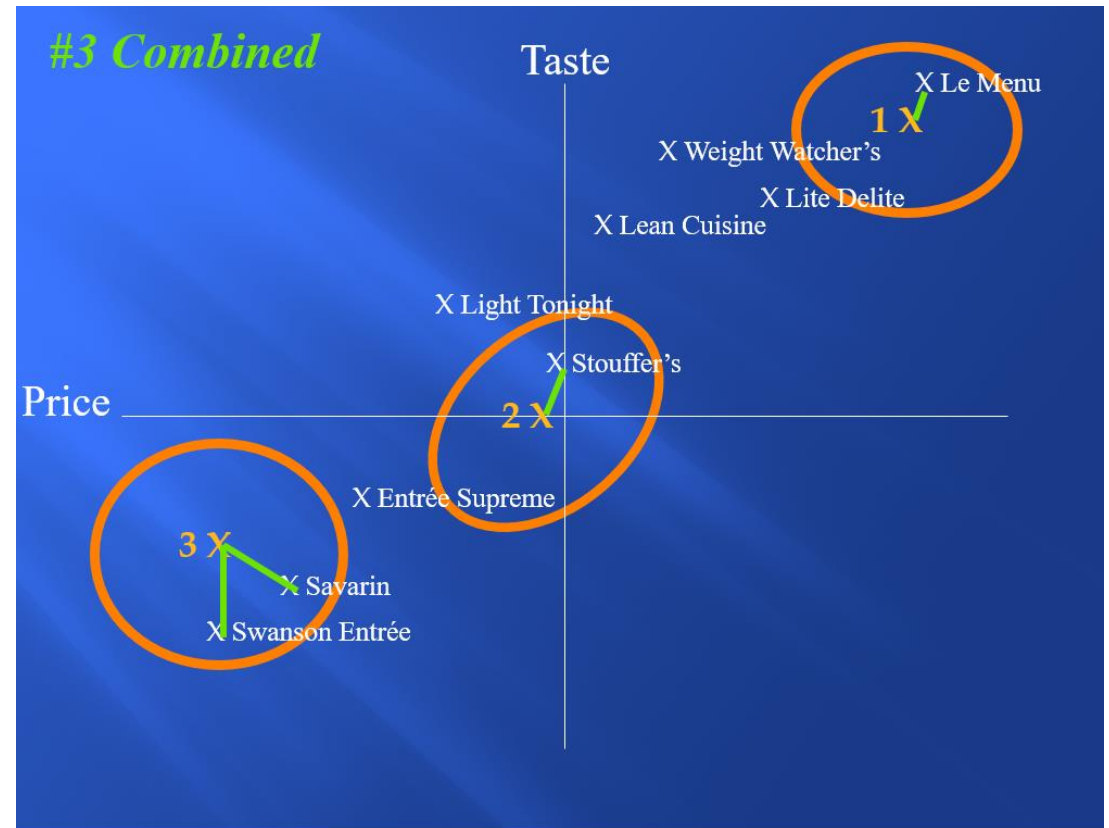 #3 Combined
Taste
X Le Menu
1 X
X Weight Watcher’s
X Lite Delite
X Lean Cuisine
X Light Tonight
X Stouffer’s
Price
2 X
X Entrée Supreme
3 X
X Savarin
X Swanson Entrée